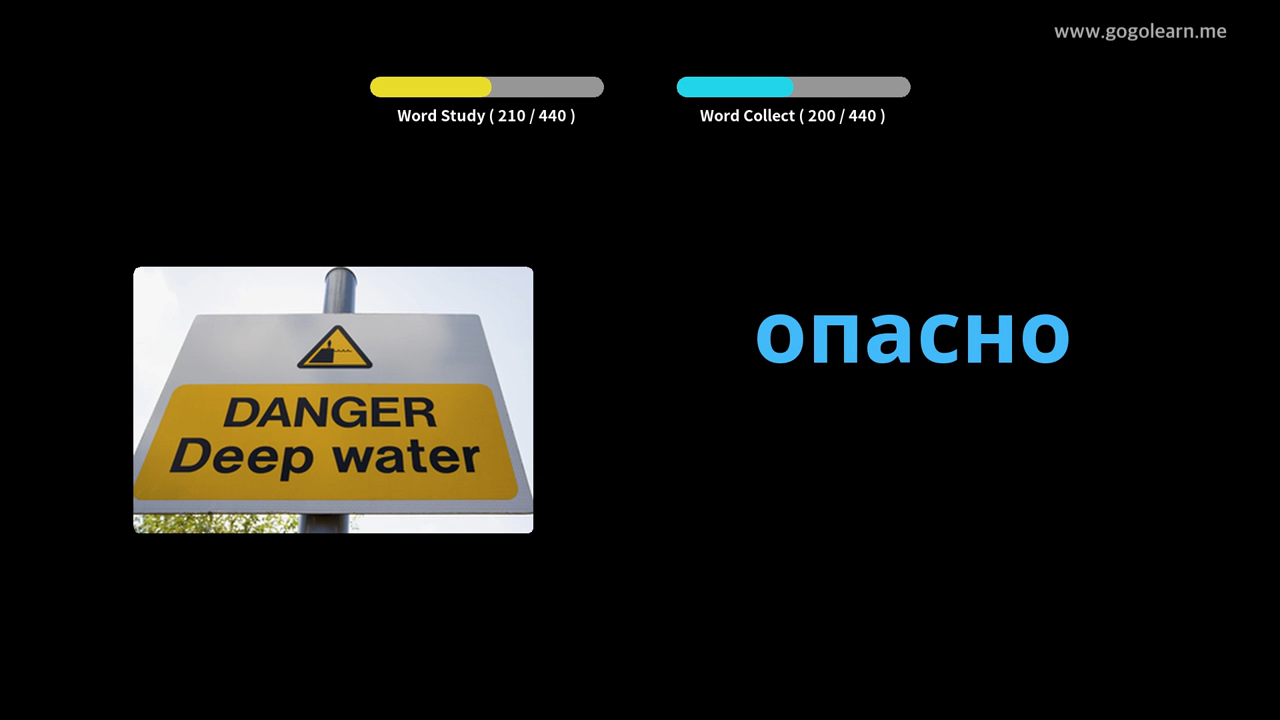 www.gogolearn.me
Word Study ( 210 / 440 )
Word Collect ( 200 / 440 )
DANGER
Deep water
опасно